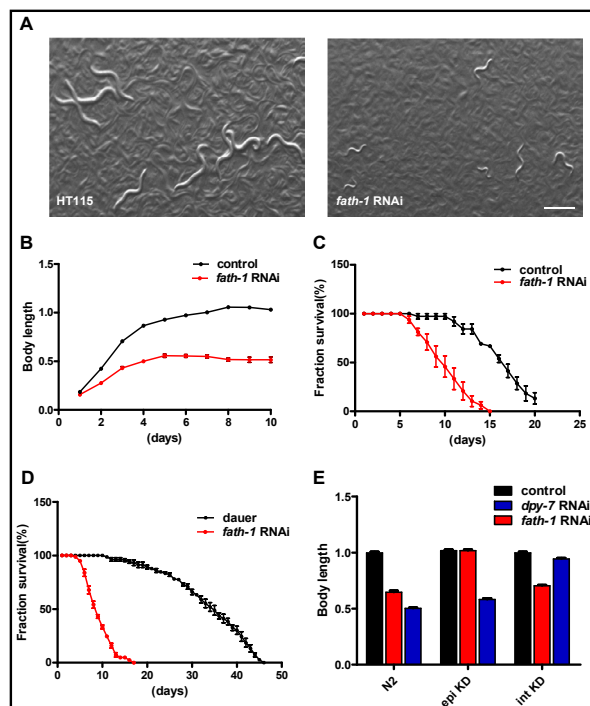 A
HT115
fath-1 RNAi
B
control
fath-1 RNAi
1.5
1.0
0.5
0.0
Body length
0 2 4 6 8 10
(days)
C
control
fath-1 RNAi
150
100
50
0
Fraction survival(%)
0 5 10 15 20 25
(days)
D
dauer
fath-1 RNAi
150
100
50
0
Fraction survival(%)
0 10 20 30 40 50
(days)
E
control
dpy-7 RNAi
fath-1 RNAi
1.5
1.0
0.5
0.0
Body length
N2
epi KD
int KD